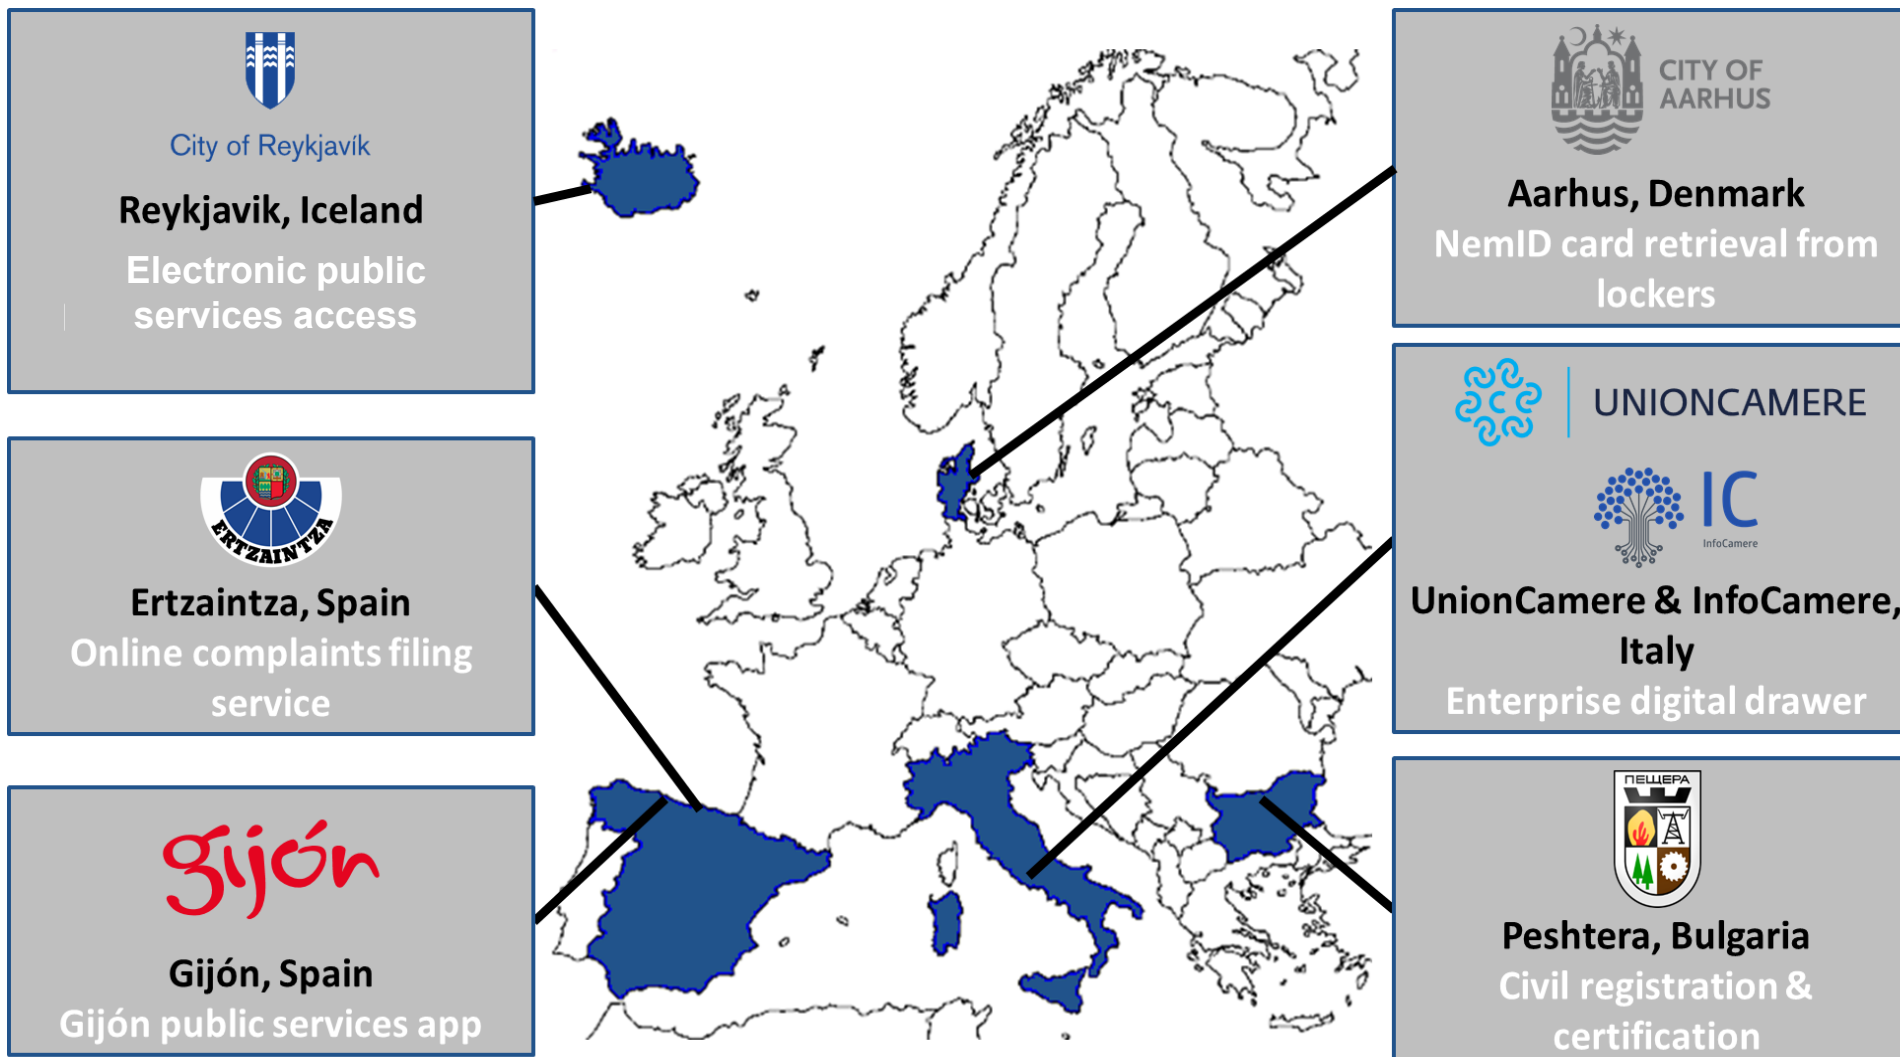 City of Reykjavík
Reykjavik, Iceland
Electronic public
services access
ERTZAINTZA
Ertzaintza, Spain
Online complaints filing
service
gijón
Gijón, Spain
Gijón public services app
CITY OF
AARHUS
Aarhus, Denmark
NemID card retrieval from
lockers
UNIONCAMERE
IC
InfoCamere
UnionCamere & InfoCamere,
Italy
Enterprise digital drawer
ПЕЩЕРА
Peshtera, Bulgaria
Civil registration &
certification